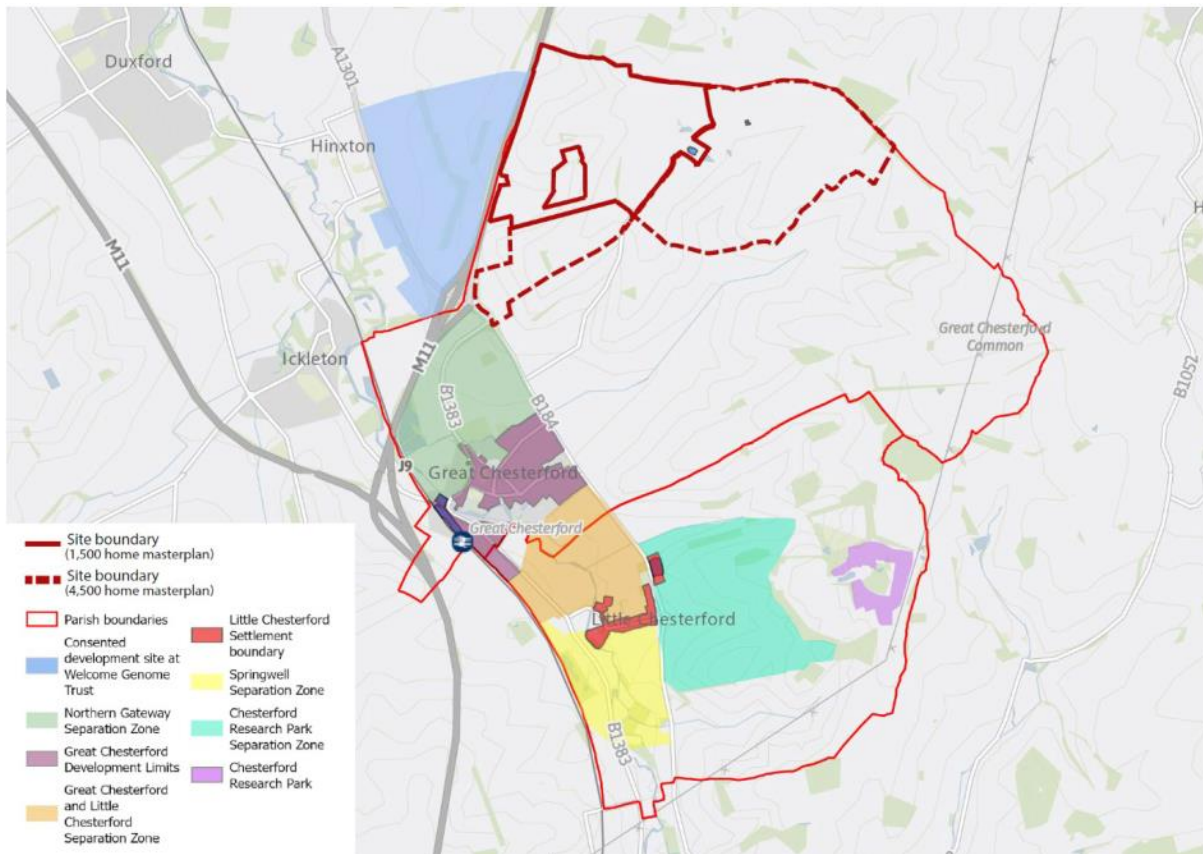 Duxford
A1301
Hinxton
M11
Ickleton
M11
B1383
B184
J9
Great Chesterford
Great Chesterford
Great Chesterford
Common
B1052
H
Little Chesterford
B1383
Site boundary
(1,500 home masterplan)
Site boundary
(4,500 home masterplan)
Parish boundaries
Consented
development site at
Welcome Genome
Trust
Northern Gateway
Separation Zone
Great Chesterford
Development Limits
Great Chesterford
and Little
Chesterford
Separation Zone
Little Chesterford
Settlement
boundary
Springwell
Separation Zone
Chesterford
Research Park
Separation Zone
Chesterford
Research Park